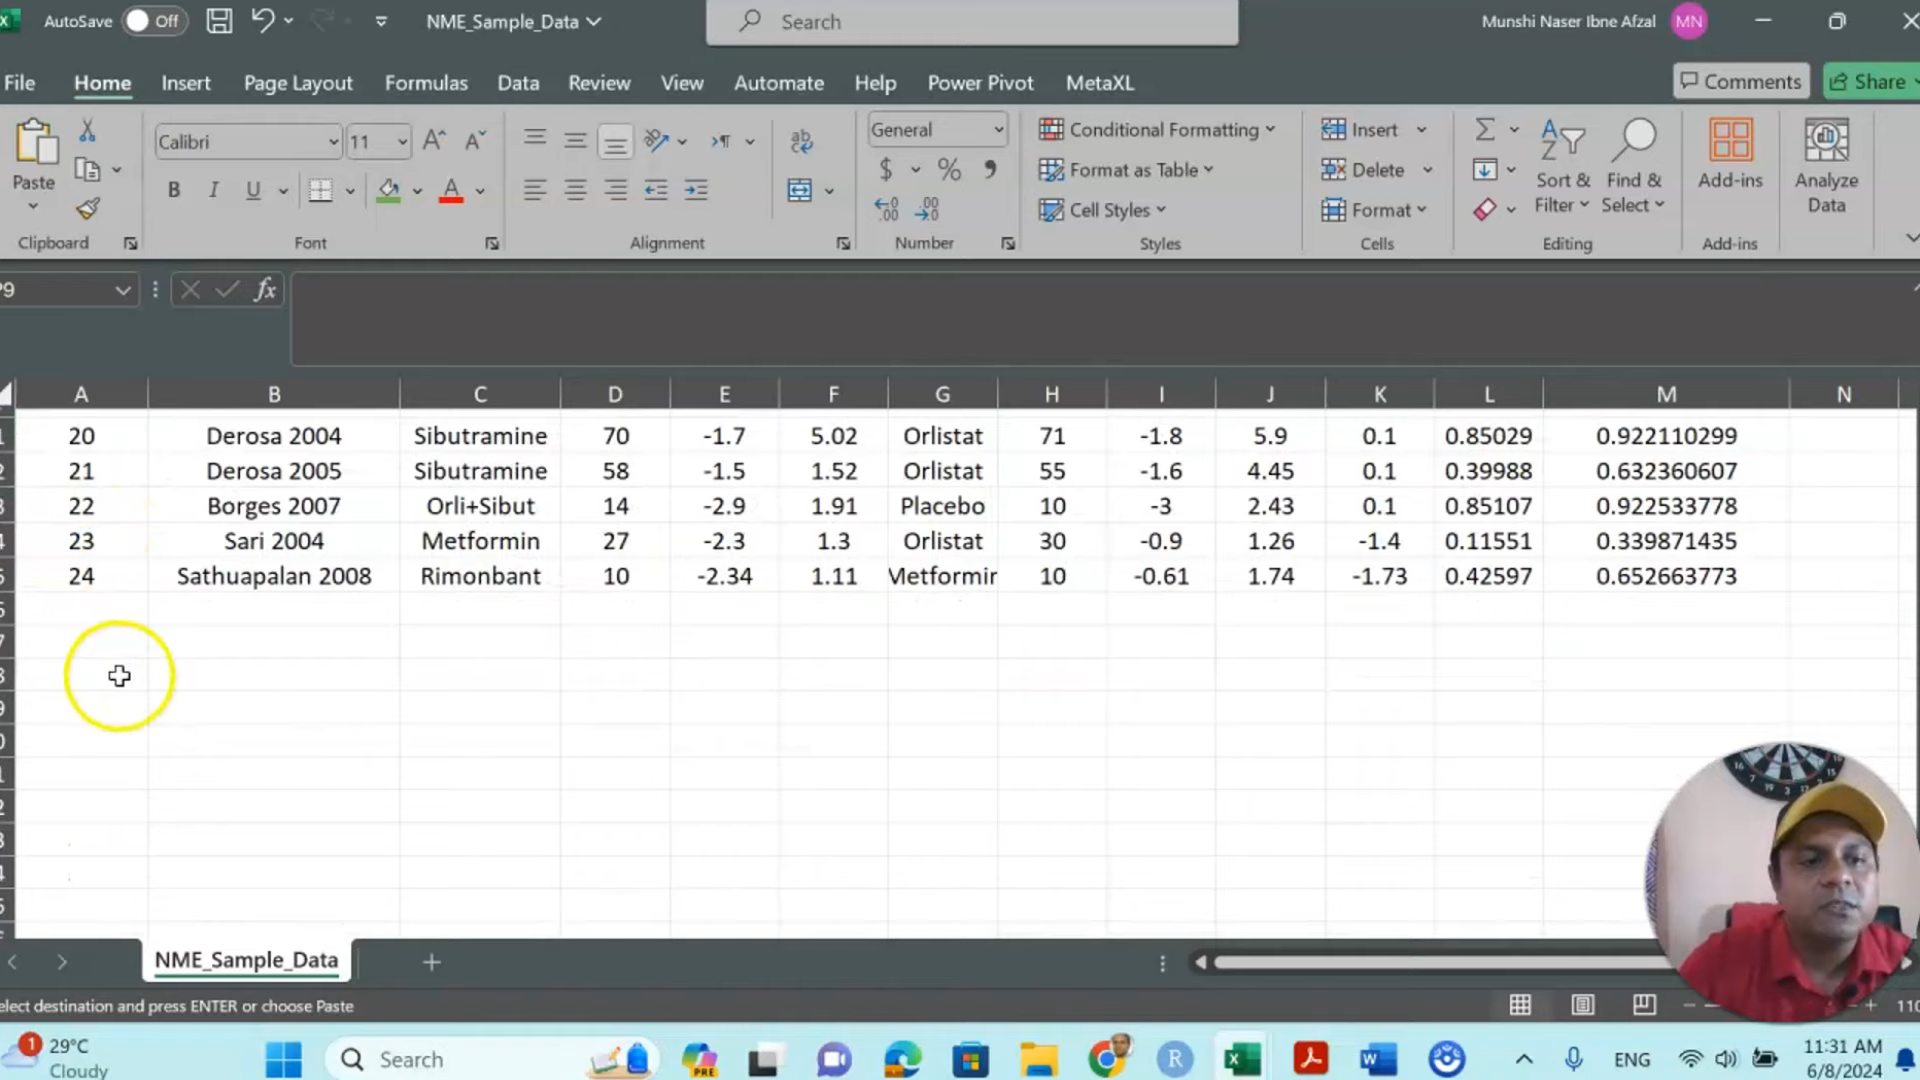 AutoSave Off NME_Sample_Data Search Munshi Naser Ibne Afzal MN
File Home Insert Page Layout Formulas Data Review View Automate Help Power Pivot MetaXL Comments Share
Paste Calibri 11 General Conditional Formatting Format as Table Cell Styles Insert Delete Format Sort & Filter Find & Select Add-ins Analyze Data
Clipboard Font Alignment Number Styles Cells Editing Add-ins
P9 fx
A B C D E F G H I J K L M N
20 Derosa 2004 Sibutramine 70 -1.7 5.02 Orlistat 71 -1.8 5.9 0.1 0.85029 0.922110299
21 Derosa 2005 Sibutramine 58 -1.5 1.52 Orlistat 55 -1.6 4.45 0.1 0.39988 0.632360607
22 Borges 2007 Orli+Sibut 14 -2.9 1.91 Placebo 10 -3 2.43 0.1 0.85107 0.922533778
23 Sari 2004 Metformin 27 -2.3 1.3 Orlistat 30 -0.9 1.26 -1.4 0.11551 0.339871435
24 Sathuapalan 2008 Rimonbant 10 -2.34 1.11 Metformin 10 -0.61 1.74 -1.73 0.42597 0.652663773
NME_Sample_Data
elect destination and press ENTER or choose Paste 110
1 29°C Cloudy Search PRE ENG 11:31 AM
6/8/2024